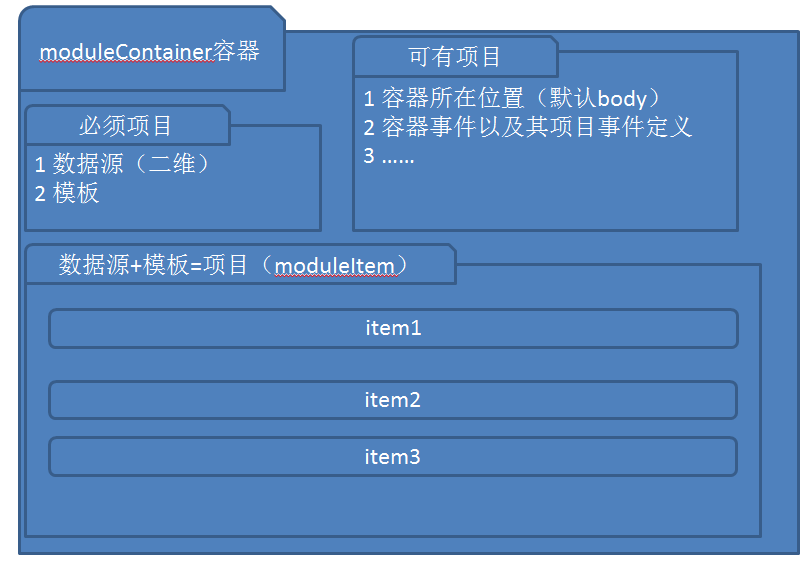 moduleContainer容器
可有项目
1 容器所在位置（默认body）
2 容器事件以及其项目事件定义
3 ......
必须项目
1 数据源（二维）
2 模板
数据源+模板=项目（moduleItem）
item1
item2
item3